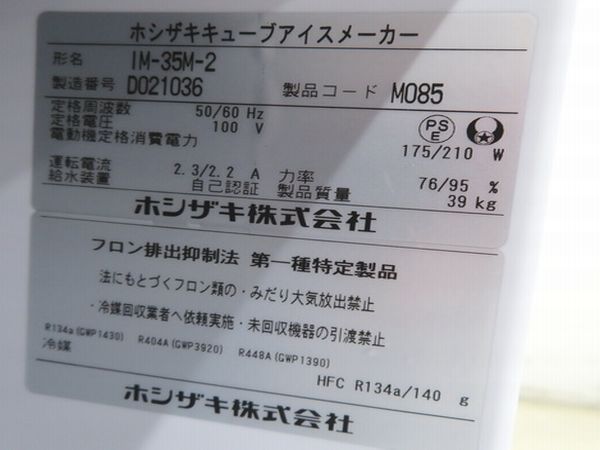 ホシザキキューブアイスメーカー
形名 IM-35M-2
製造番号 D021036 製品コード M085
定格周波数 50/60 Hz
定格電圧 100 V
電動機定格消費電力 175/210 W
PS E
運転電流 2.3/2.2 A 力率 76/95 %
給水装置 自己認証 製品質量 39 kg
ホシザキ株式会社
フロン排出抑制法 第一種特定製品
法にもとづくフロン類の・みだり大気放出禁止
・冷媒回収業者へ依頼実施・未回収機器の引渡禁止
R134a(GWP1430) R404A(GWP3920) R448A(GWP1390)
冷媒 HFC R134a/140 g
ホシザキ株式会社